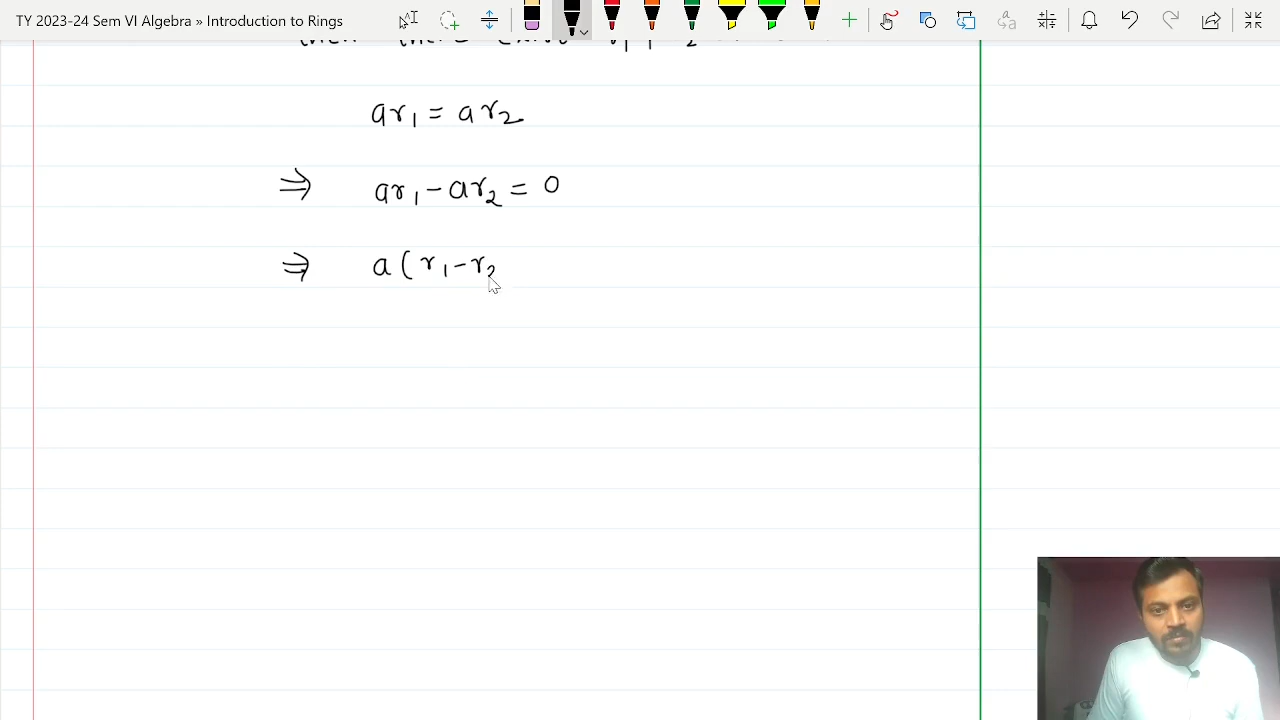 TY 2023-24 Sem VI Algebra » Introduction to Rings
ar₁ = ar₂
⇒ ar₁ - ar₂ = 0
⇒ a(r₁ - r₂